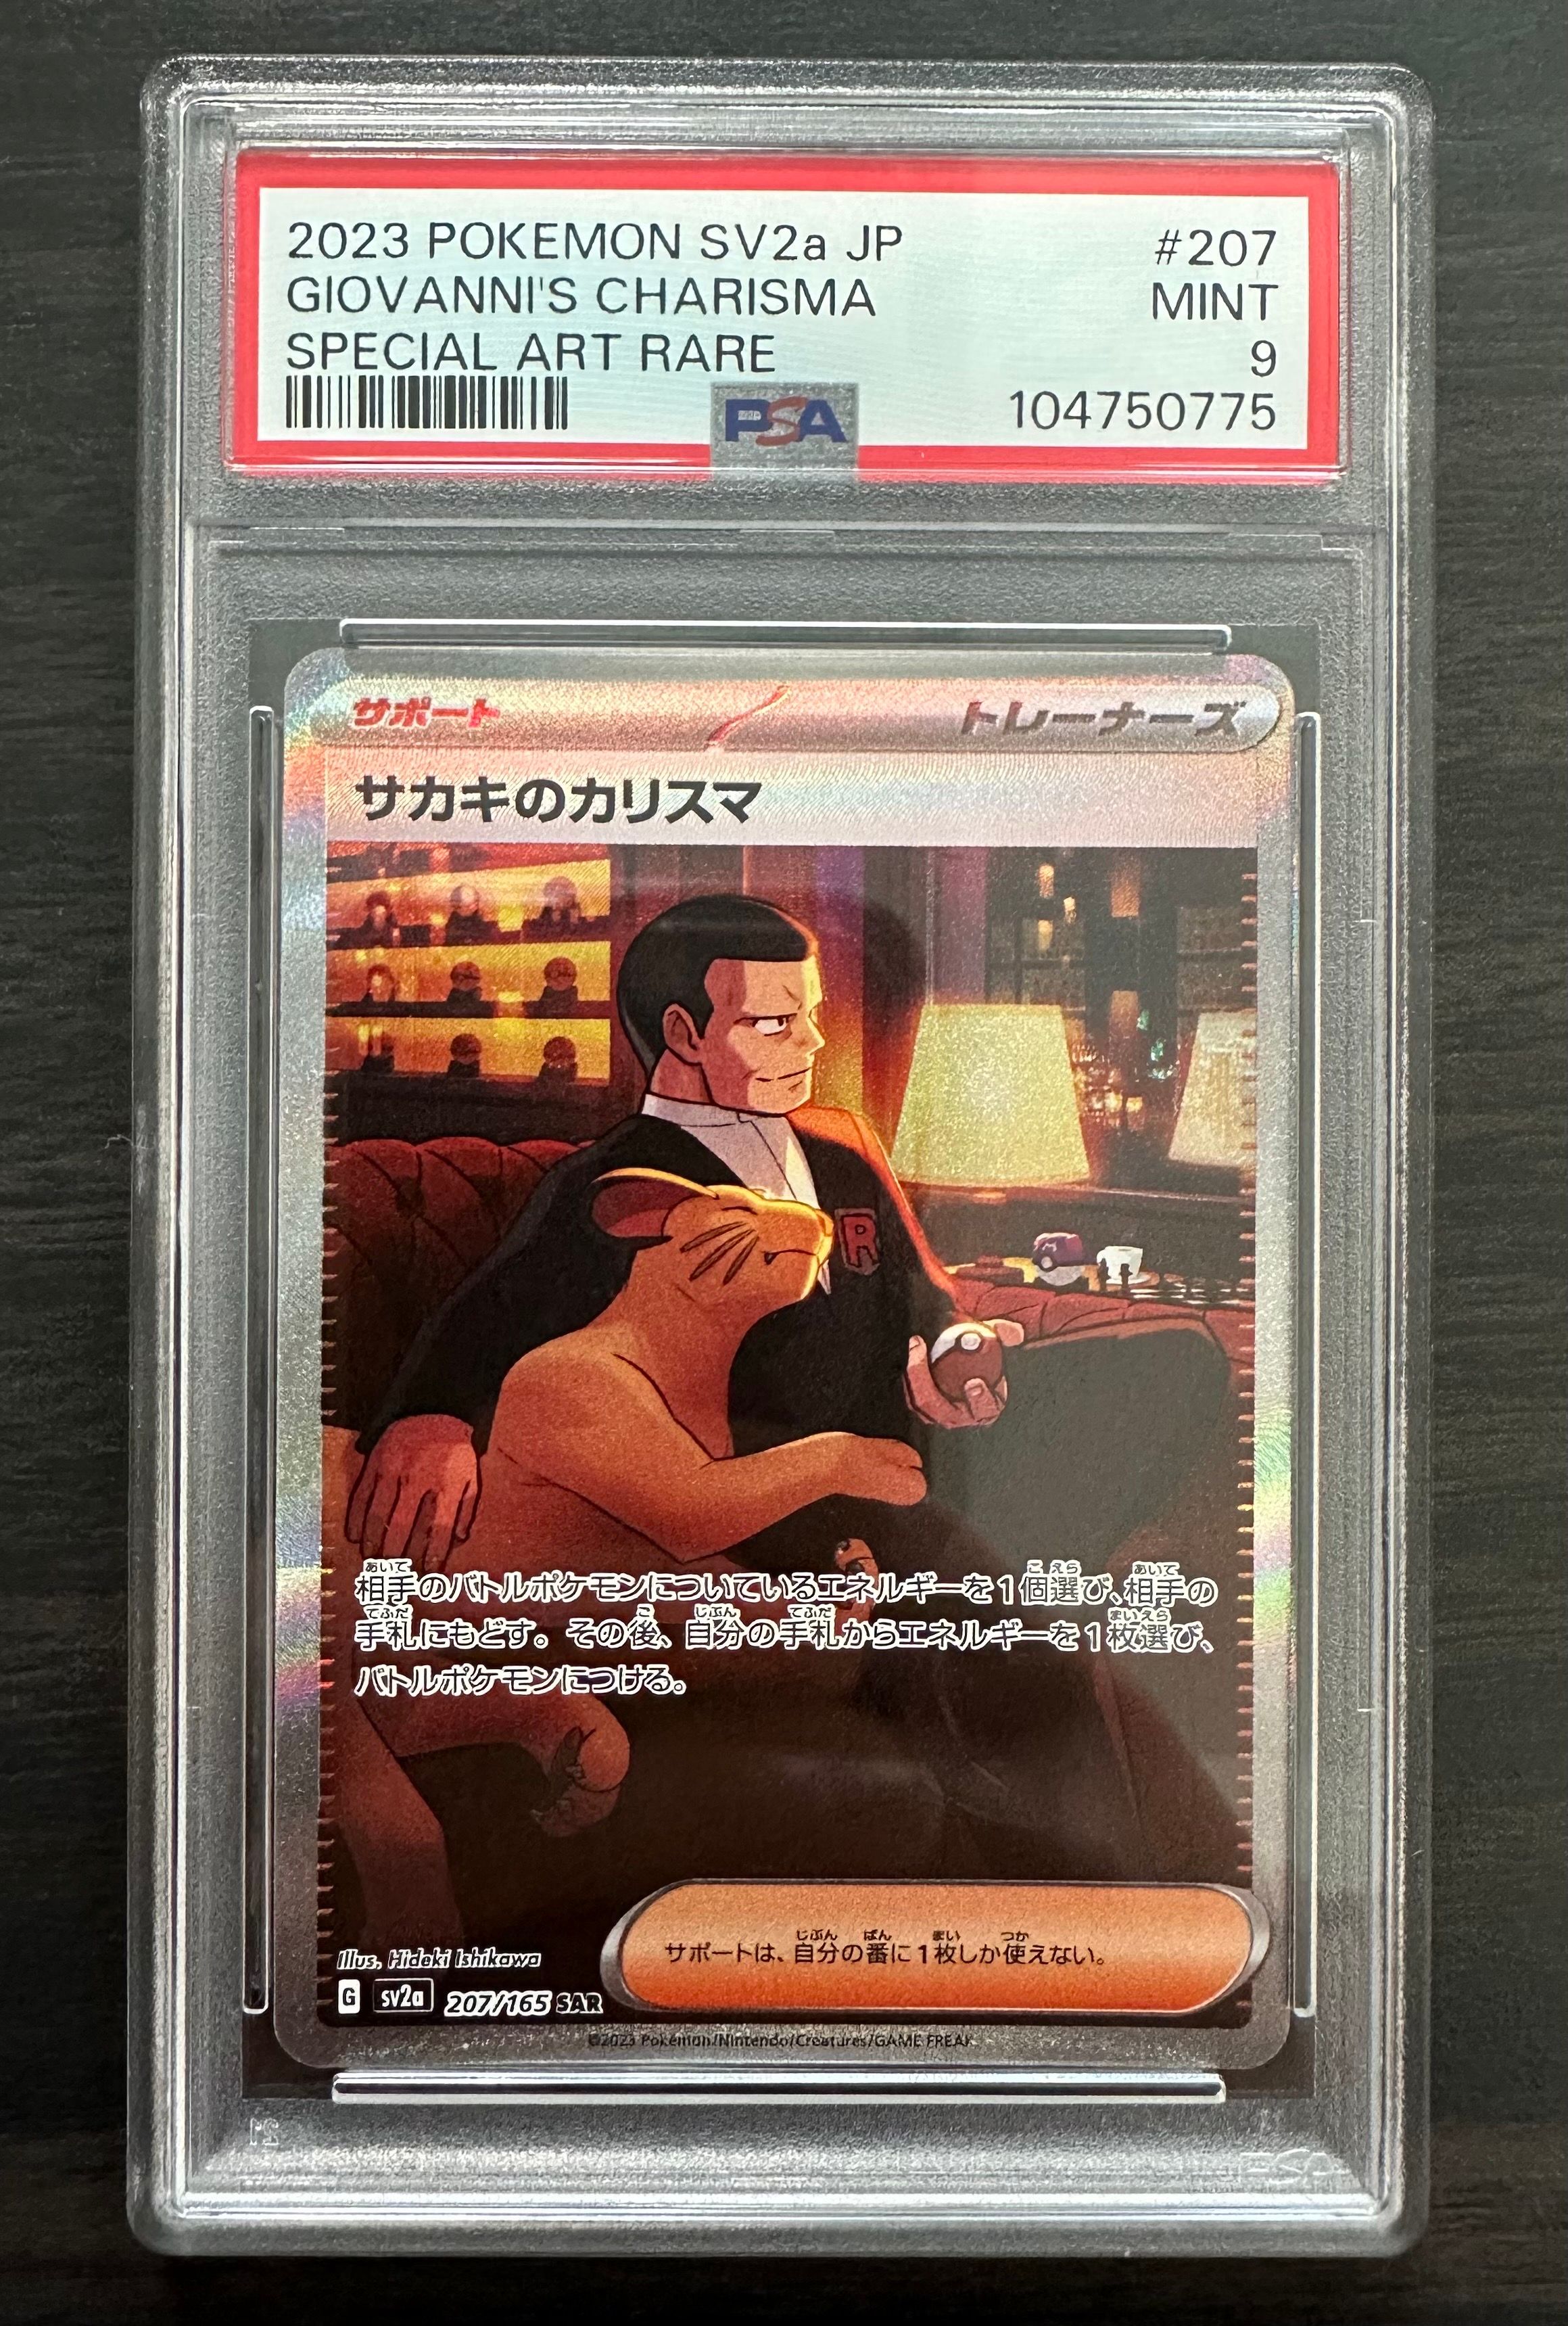 2023 POKEMON SV2a JP #207
GIOVANNI'S CHARISMA MINT
SPECIAL ART RARE 9
PSA 104750775
サポート トレーナーズ
サカキのカリスマ
R
相手のバトルポケモンについているエネルギーを1個選び、相手の
手札にもどす。その後、自分の手札からエネルギーを1枚選び、
バトルポケモンにつける。
サポートは、自分の番に1枚しか使えない。
Illus. Hideki Ishikawa
G sv2a 207/165 SAR
©2023 Pokémon/Nintendo/Creatures/GAME FREAK